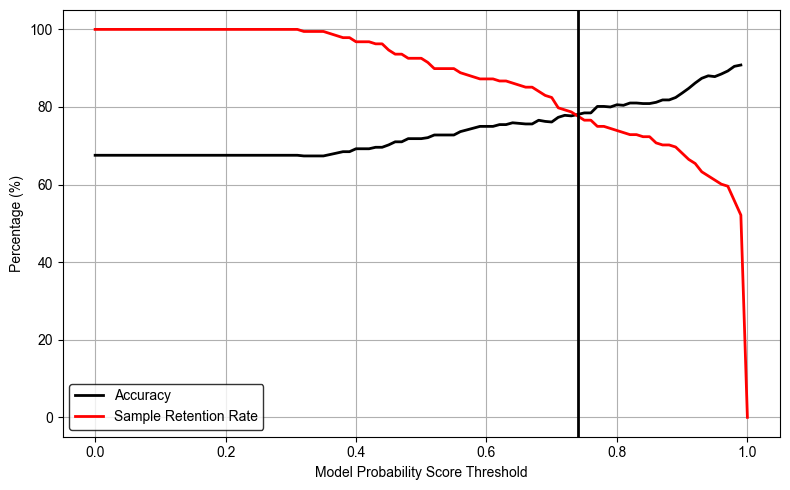 100
80
60
40
20
0
Percentage (%)
Accuracy
Sample Retention Rate
0.0 0.2 0.4 0.6 0.8 1.0
Model Probability Score Threshold